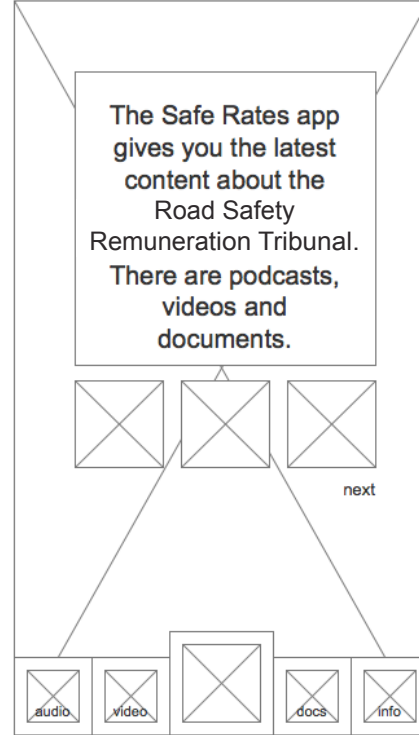 The Safe Rates app
gives you the latest
content about the
Road Safety
Remuneration Tribunal.
There are podcasts,
videos and
documents.
next
audio
video
docs
info